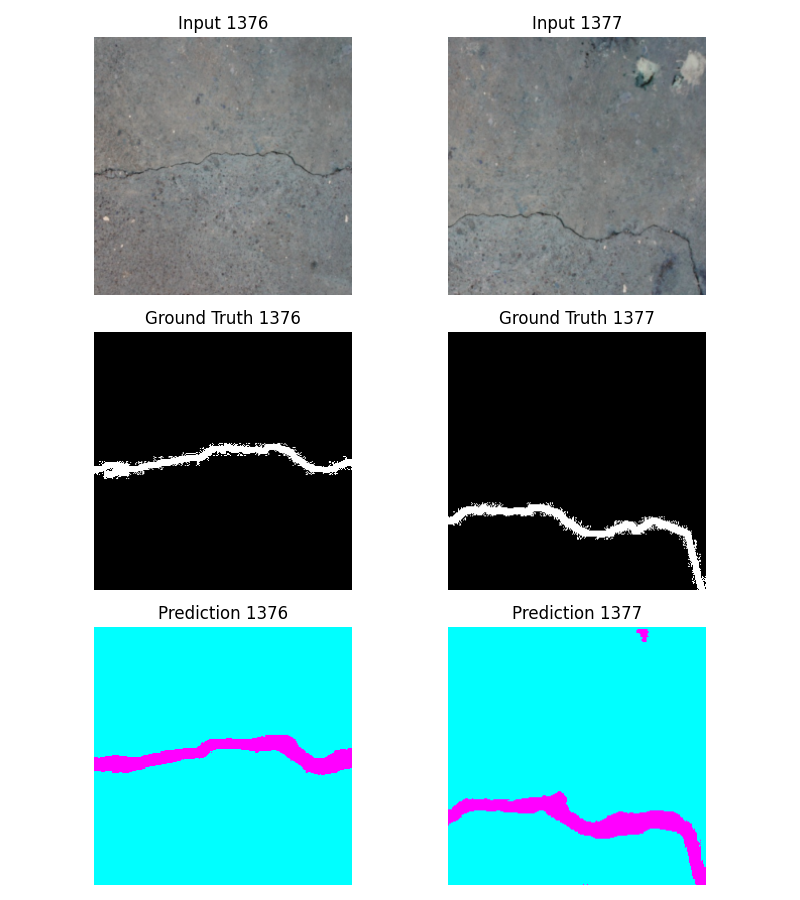 Input 1376
Input 1377
Ground Truth 1376
Ground Truth 1377
Prediction 1376
Prediction 1377